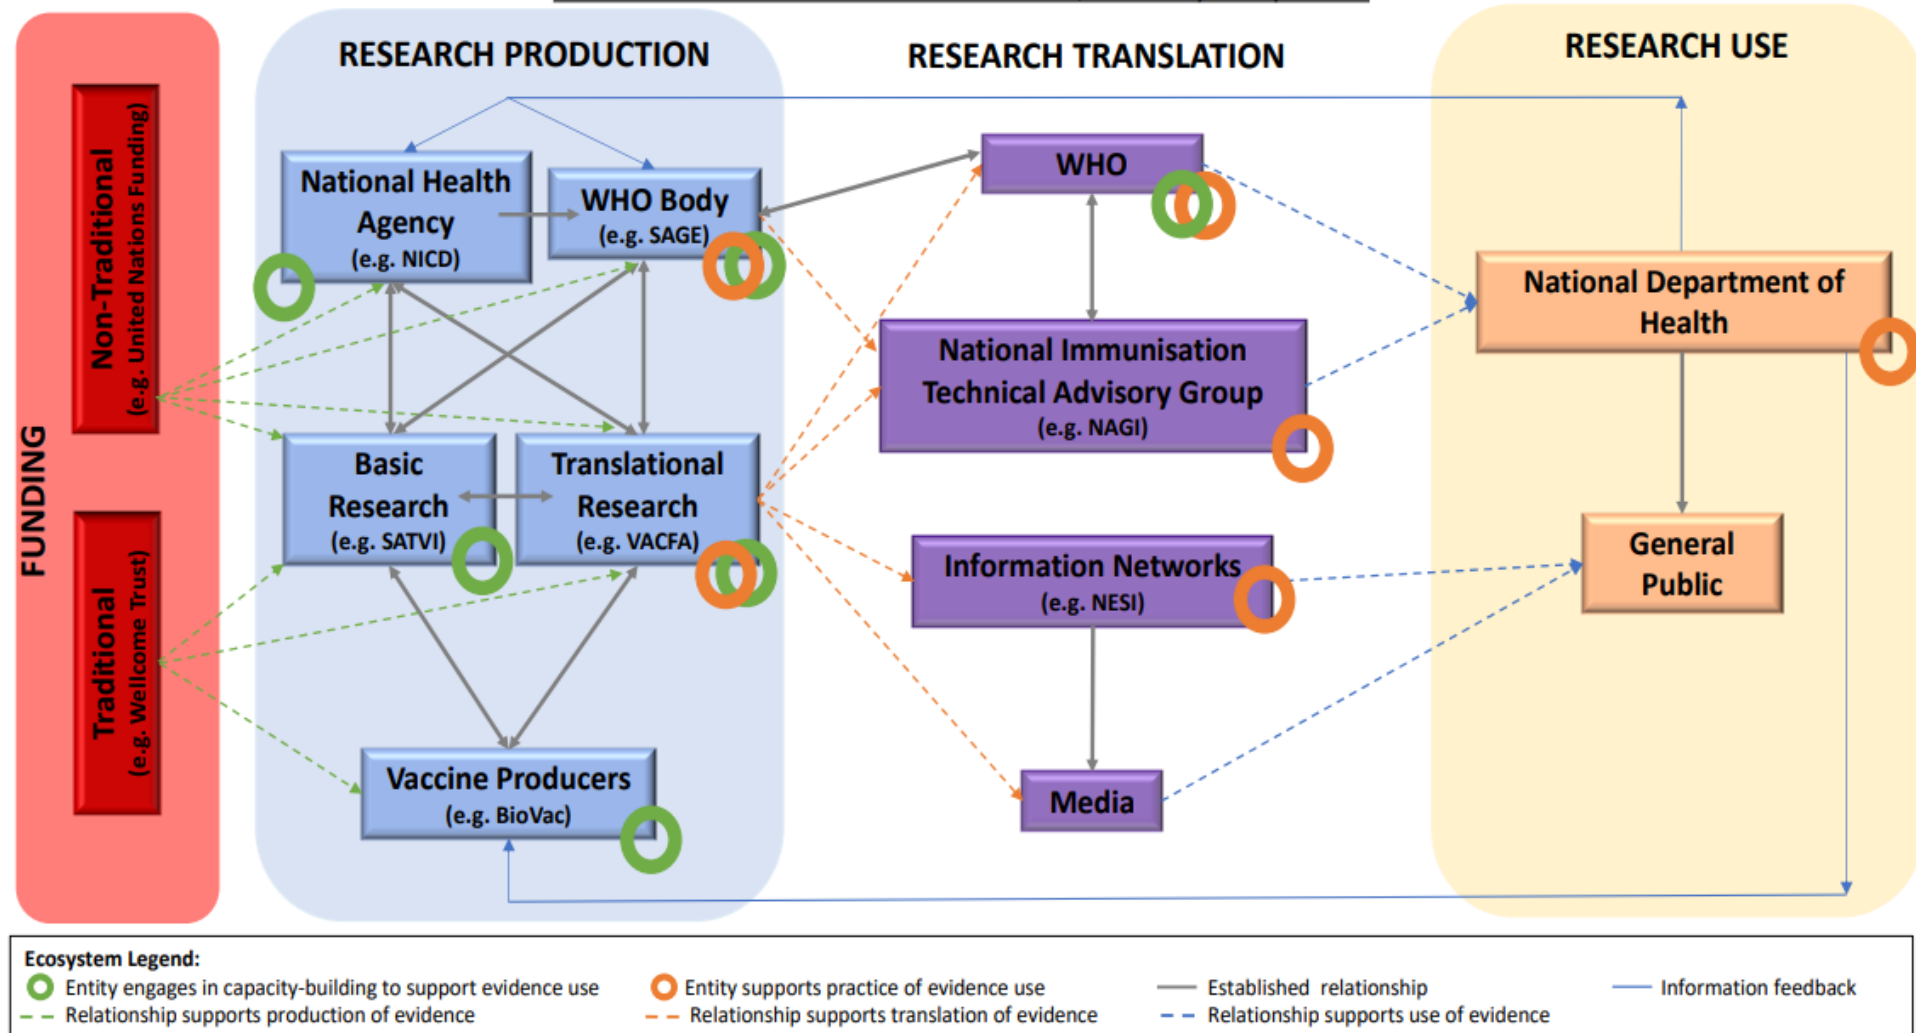 RESEARCH PRODUCTION
RESEARCH TRANSLATION
RESEARCH USE
FUNDING
Non-Traditional
(e.g. United Nations Funding)
Traditional
(e.g. Wellcome Trust)
National Health
Agency
(e.g. NICD)
WHO Body
(e.g. SAGE)
Basic
Research
(e.g. SATVI)
Translational
Research
(e.g. VACFA)
Vaccine Producers
(e.g. BioVac)
WHO
National Immunisation
Technical Advisory Group
(e.g. NAGI)
Information Networks
(e.g. NESI)
Media
National Department of
Health
General
Public
Ecosystem Legend:
Entity engages in capacity-building to support evidence use
Entity supports practice of evidence use
Established relationship
Information feedback
Relationship supports production of evidence
Relationship supports translation of evidence
Relationship supports use of evidence